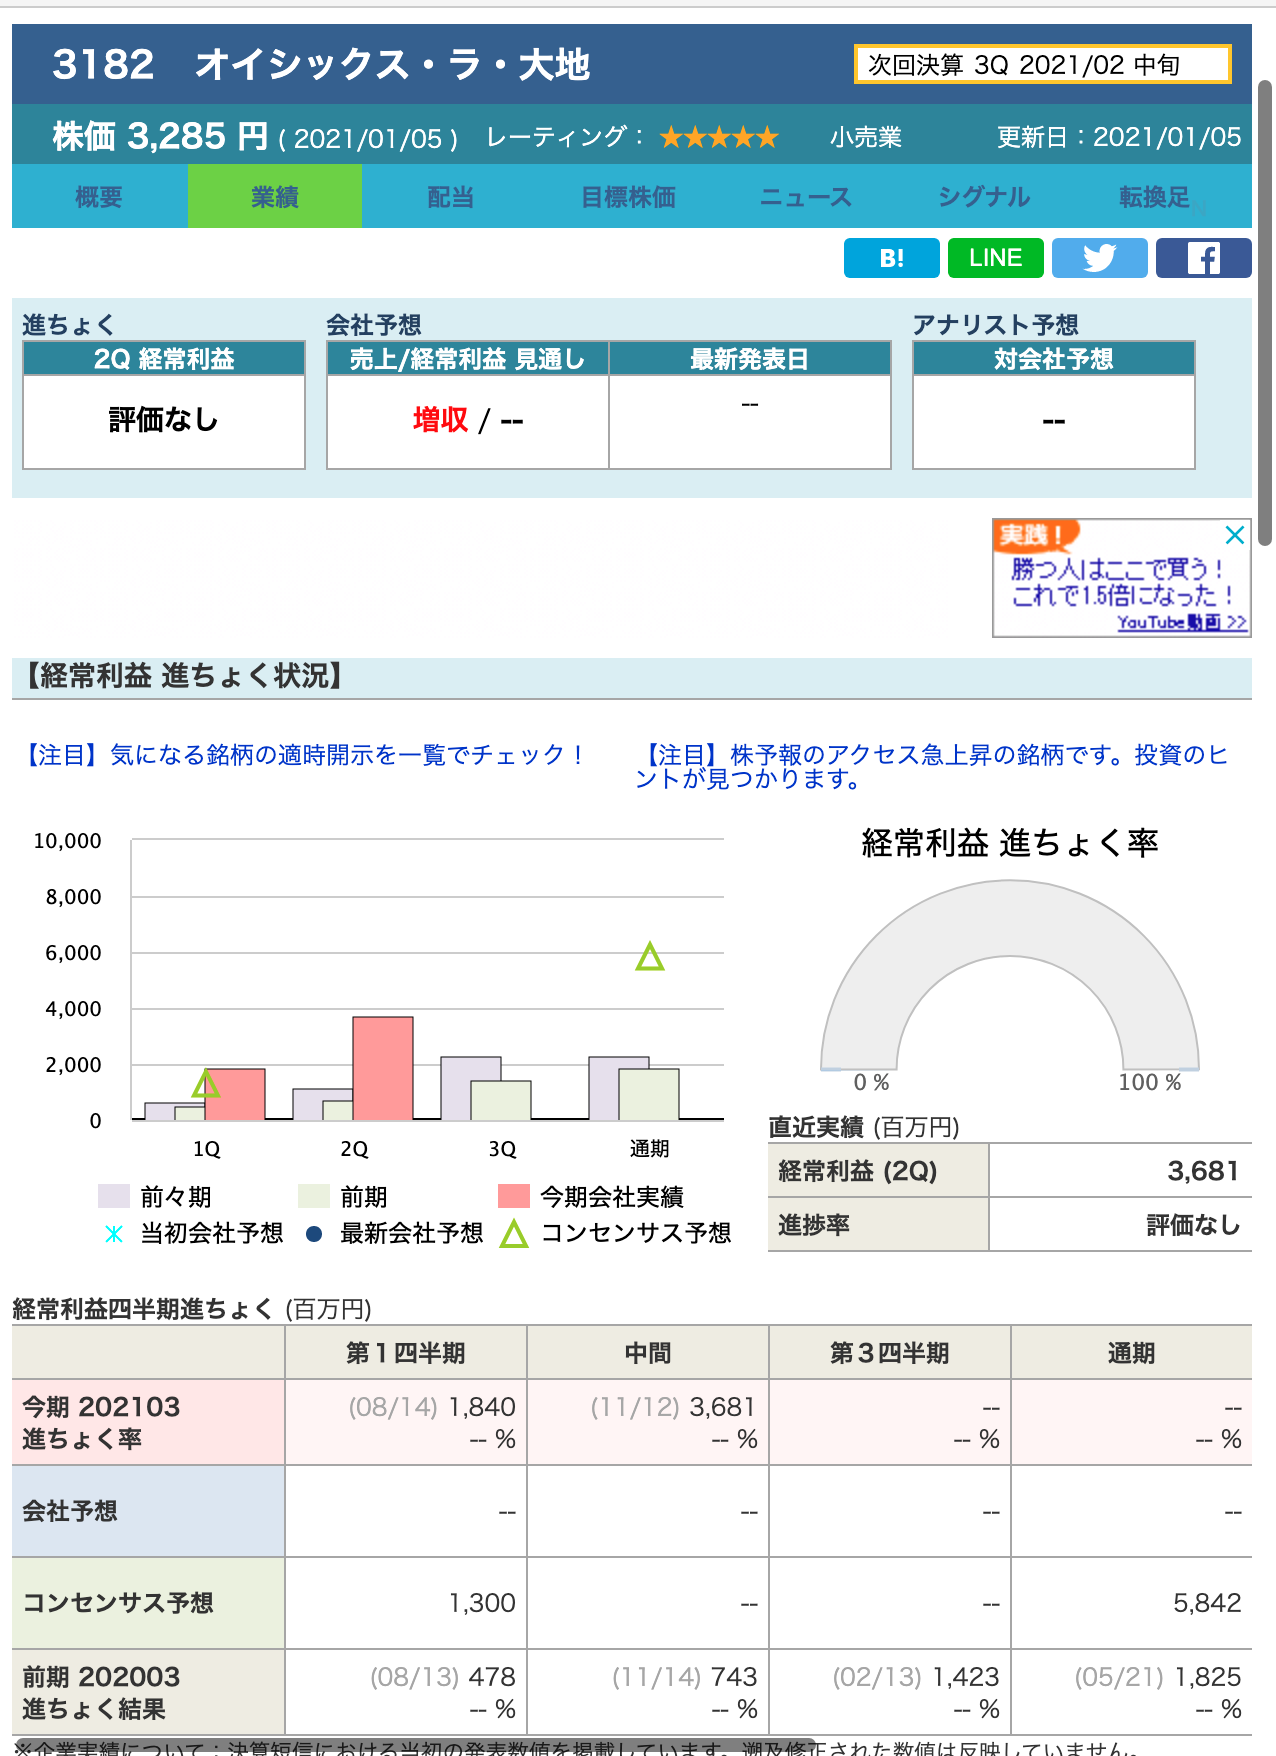 3182　オイシックス・ラ・大地
次回決算 3Q 2021/02 中旬
株価 3,285 円 ( 2021/01/05 )　レーティング： ★★★★★　小売業　更新日：2021/01/05
概要　業績　配当　目標株価　ニュース　シグナル　転換足
B!　LINE
進ちょく　会社予想　アナリスト予想
2Q 経常利益　売上/経常利益 見通し　最新発表日　対会社予想
評価なし　増収 / --　--　--
実践！
勝つ人はここで買う！
これで1.5倍になった！
YouTube動画 >>
【経常利益 進ちょく状況】
【注目】気になる銘柄の適時開示を一覧でチェック！
【注目】株予報のアクセス急上昇の銘柄です。投資のヒ
ントが見つかります。
10,000
8,000
6,000
4,000
2,000
0
1Q　2Q　3Q　通期
前々期　前期　今期会社実績
当初会社予想　最新会社予想　コンセンサス予想
経常利益 進ちょく率
0 %　100 %
直近実績 (百万円)
経常利益 (2Q)　3,681
進捗率　評価なし
経常利益四半期進ちょく (百万円)
第１四半期　中間　第３四半期　通期
今期 202103　(08/14) 1,840　(11/12) 3,681　--　--
進ちょく率　-- %　-- %　-- %　-- %
会社予想　--　--　--　--
コンセンサス予想　1,300　--　--　5,842
前期 202003　(08/13) 478　(11/14) 743　(02/13) 1,423　(05/21) 1,825
進ちょく結果　-- %　-- %　-- %　-- %
※企業実績について：決算短信における当初の発表数値を掲載しています。遡及修正された数値は反映していません。